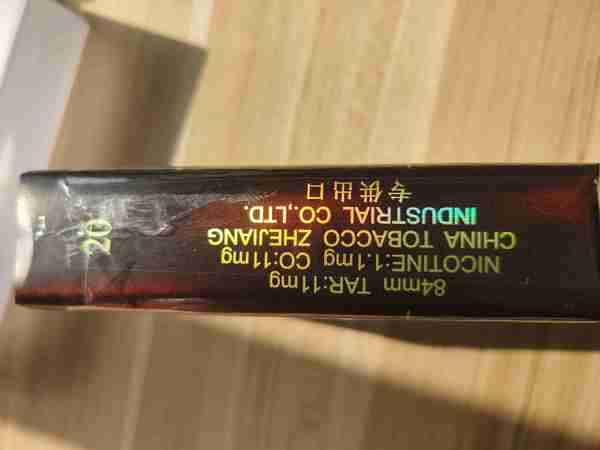 84mm TAR:11mg
NICOTINE:1.1mg CO:11mg
CHINA TOBACCO ZHEJIANG
INDUSTRIAL CO.,LTD.
专供出口
20